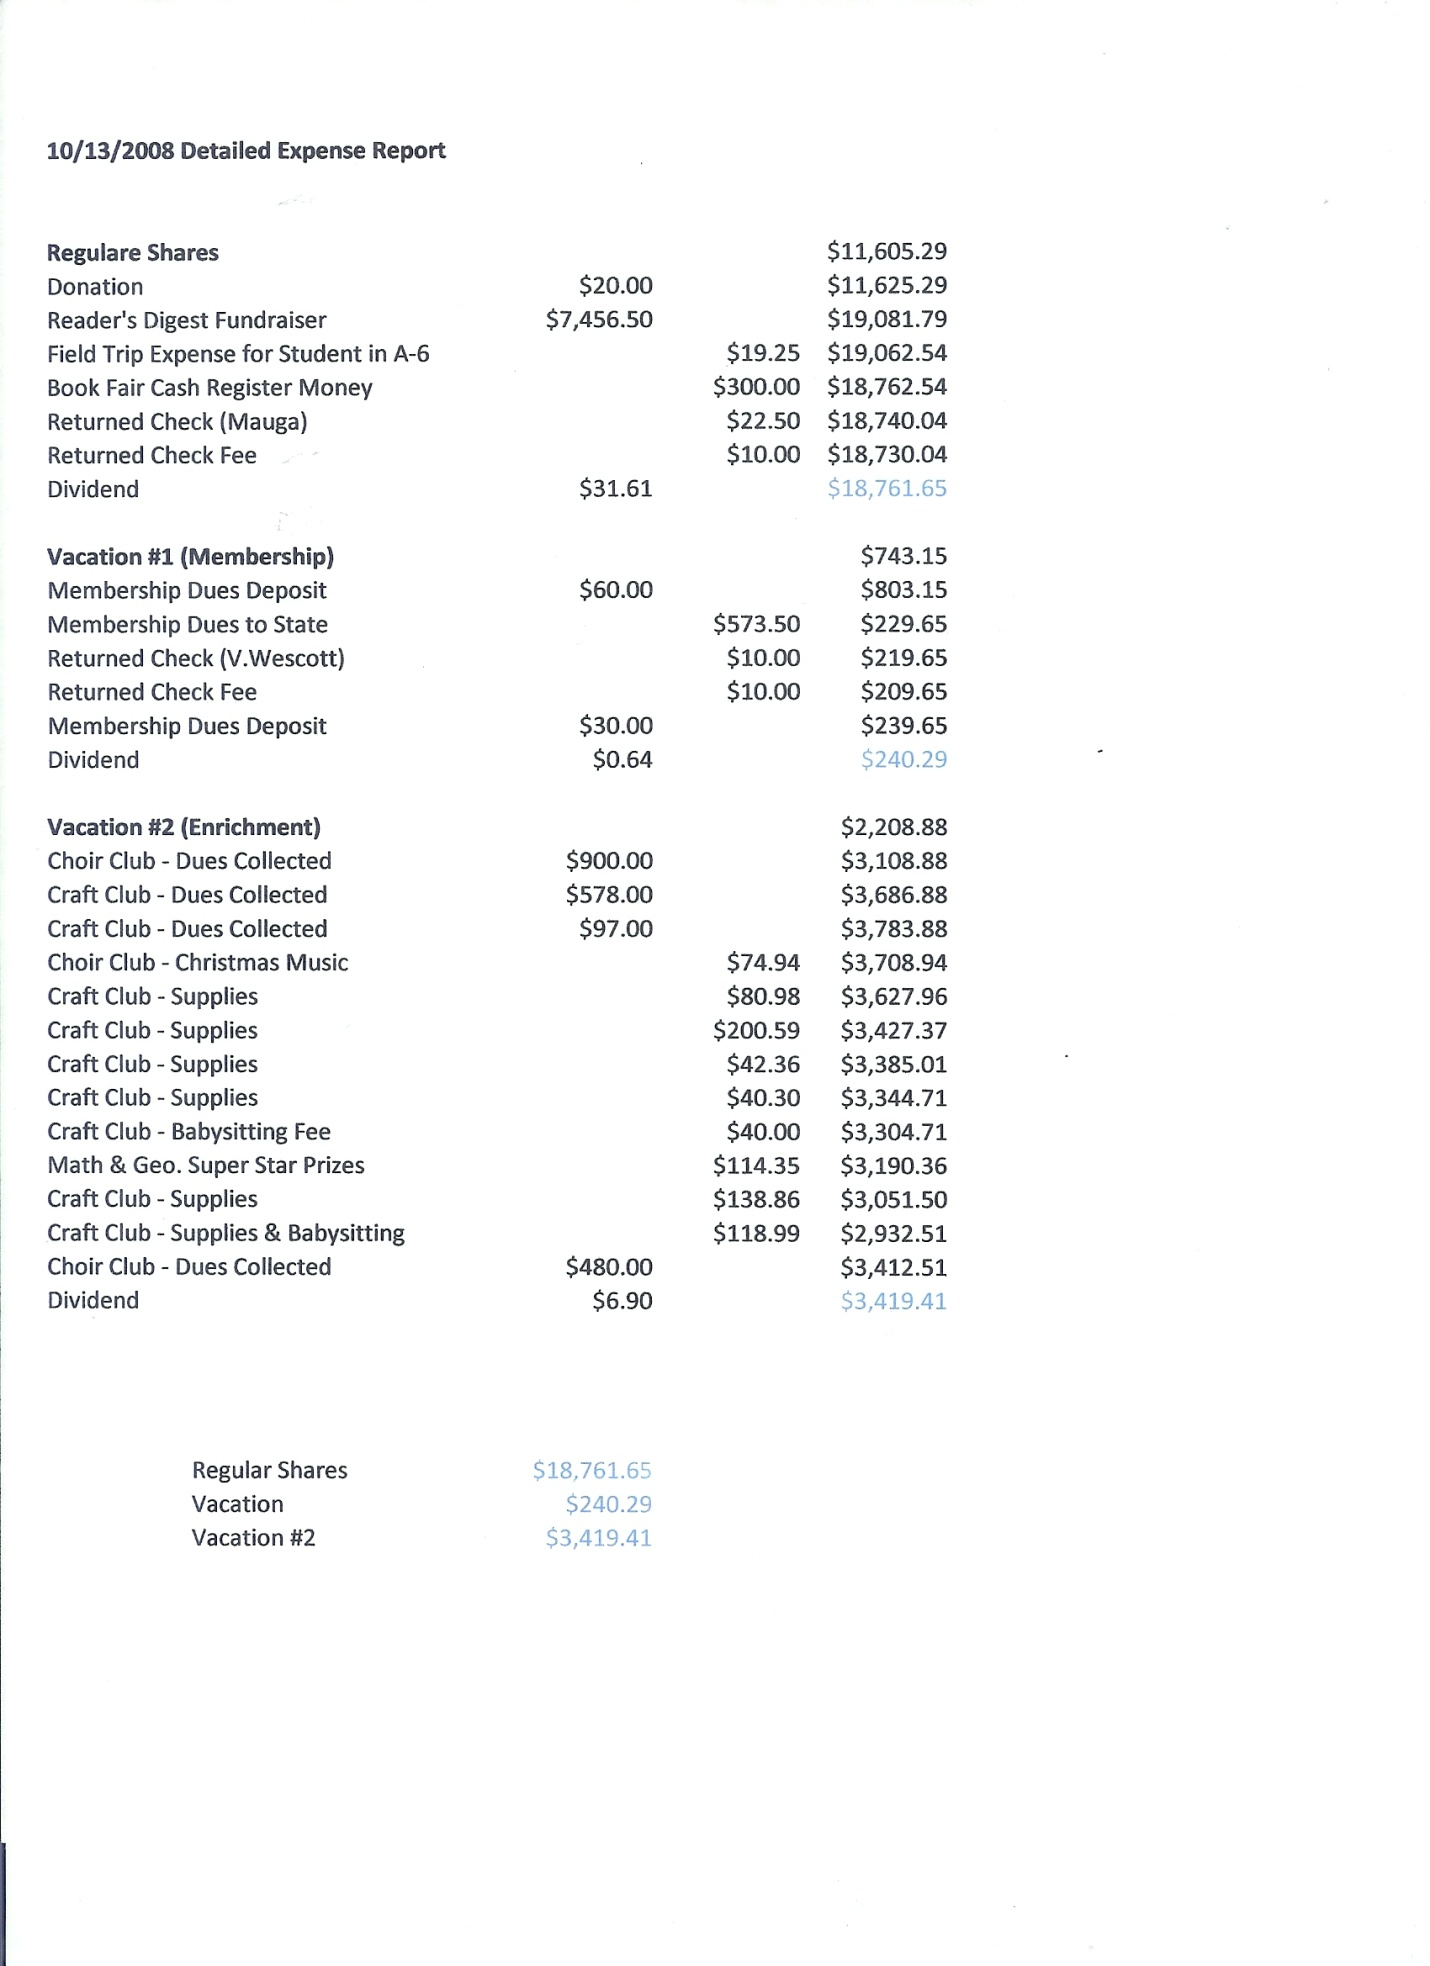 10/13/2008 Detailed Expense Report
Regulare Shares $11,605.29
Donation $20.00 $11,625.29
Reader's Digest Fundraiser $7,456.50 $19,081.79
Field Trip Expense for Student in A-6 $19.25 $19,062.54
Book Fair Cash Register Money $300.00 $18,762.54
Returned Check (Mauga) $22.50 $18,740.04
Returned Check Fee $10.00 $18,730.04
Dividend $31.61 $18,761.65
Vacation #1 (Membership) $743.15
Membership Dues Deposit $60.00 $803.15
Membership Dues to State $573.50 $229.65
Returned Check (V.Wescott) $10.00 $219.65
Returned Check Fee $10.00 $209.65
Membership Dues Deposit $30.00 $239.65
Dividend $0.64 $240.29
Vacation #2 (Enrichment) $2,208.88
Choir Club - Dues Collected $900.00 $3,108.88
Craft Club - Dues Collected $578.00 $3,686.88
Craft Club - Dues Collected $97.00 $3,783.88
Choir Club - Christmas Music $74.94 $3,708.94
Craft Club - Supplies $80.98 $3,627.96
Craft Club - Supplies $200.59 $3,427.37
Craft Club - Supplies $42.36 $3,385.01
Craft Club - Supplies $40.30 $3,344.71
Craft Club - Babysitting Fee $40.00 $3,304.71
Math & Geo. Super Star Prizes $114.35 $3,190.36
Craft Club - Supplies $138.86 $3,051.50
Craft Club - Supplies & Babysitting $118.99 $2,932.51
Choir Club - Dues Collected $480.00 $3,412.51
Dividend $6.90 $3,419.41
Regular Shares $18,761.65
Vacation $240.29
Vacation #2 $3,419.41